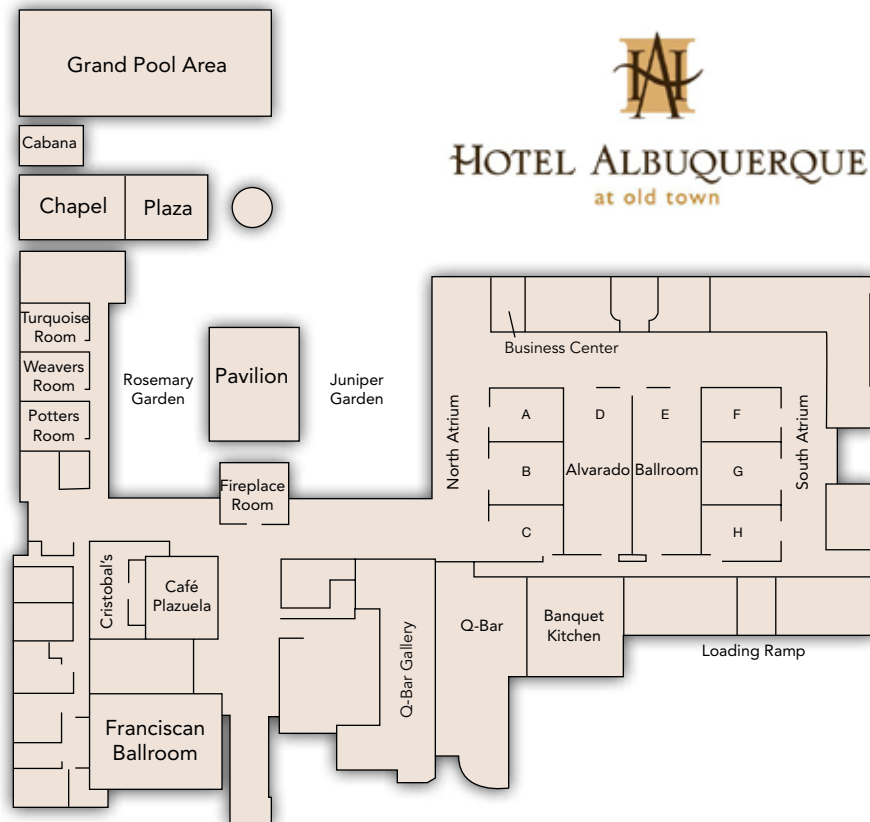 Grand Pool Area
Cabana
HOTEL ALBUQUERQUE
at old town
Chapel
Plaza
Turquoise
Room
Weavers
Room
Potters
Room
Rosemary
Garden
Pavilion
Juniper
Garden
Fireplace
Room
Business Center
North Atrium
A
B
C
D
E
Alvarado Ballroom
F
G
H
South Atrium
Cristobal's
Café
Plazuela
Franciscan
Ballroom
Q-Bar Gallery
Q-Bar
Banquet
Kitchen
Loading Ramp